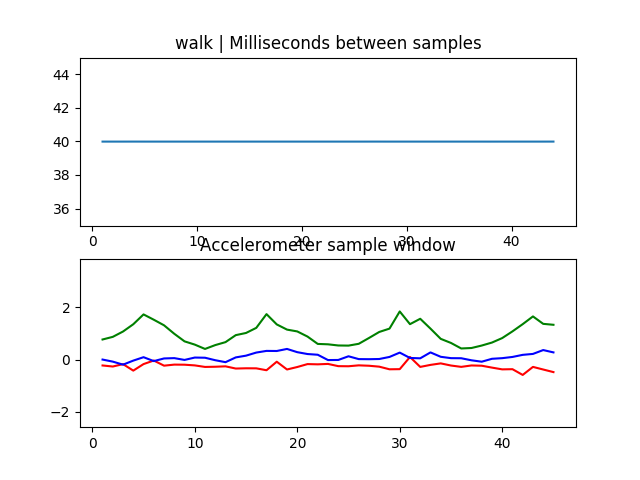 walk | Milliseconds between samples
44
42
40
38
36
0 10 20 30 40
Accelerometer sample window
2
0
−2
0 10 20 30 40